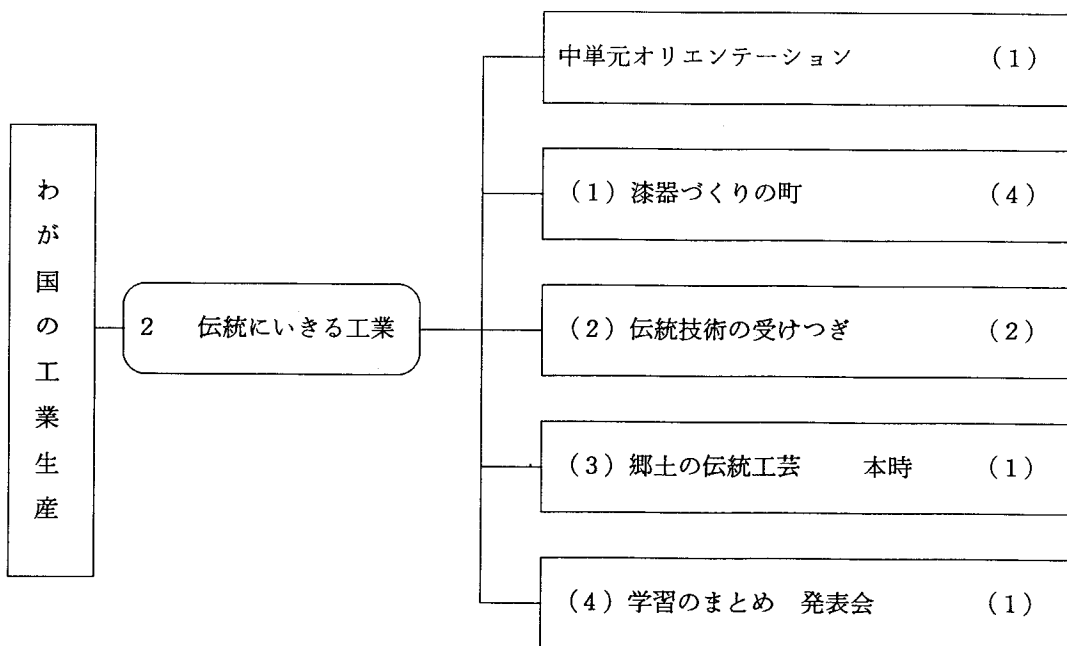 わが国の工業生産
2 伝統にいきる工業
中単元オリエンテーション (1)
(1)漆器づくりの町 (4)
(2)伝統技術の受けつぎ (2)
(3)郷土の伝統工芸 本時 (1)
(4)学習のまとめ 発表会 (1)